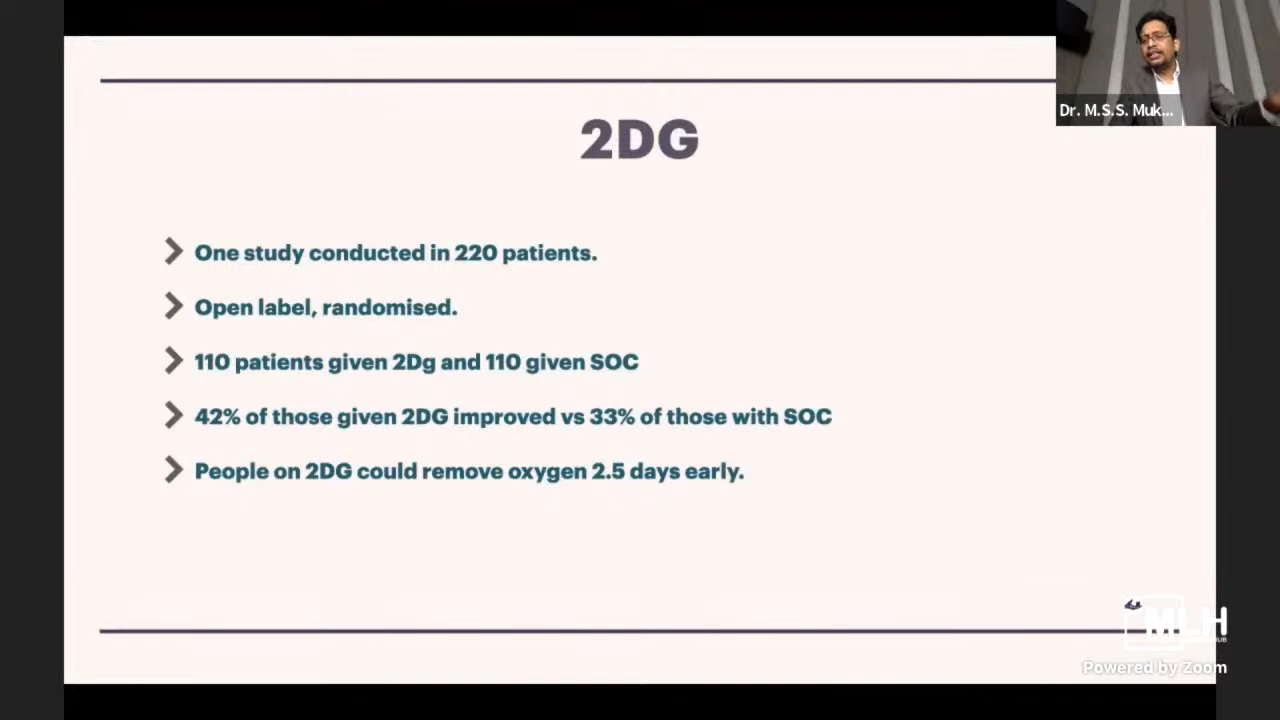 2DG
One study conducted in 220 patients.
Open label, randomised.
110 patients given 2Dg and 110 given SOC
42% of those given 2DG improved vs 33% of those with SOC
People on 2DG could remove oxygen 2.5 days early.
Dr. M.S.S. Muk...
MLH
Powered by Zoom